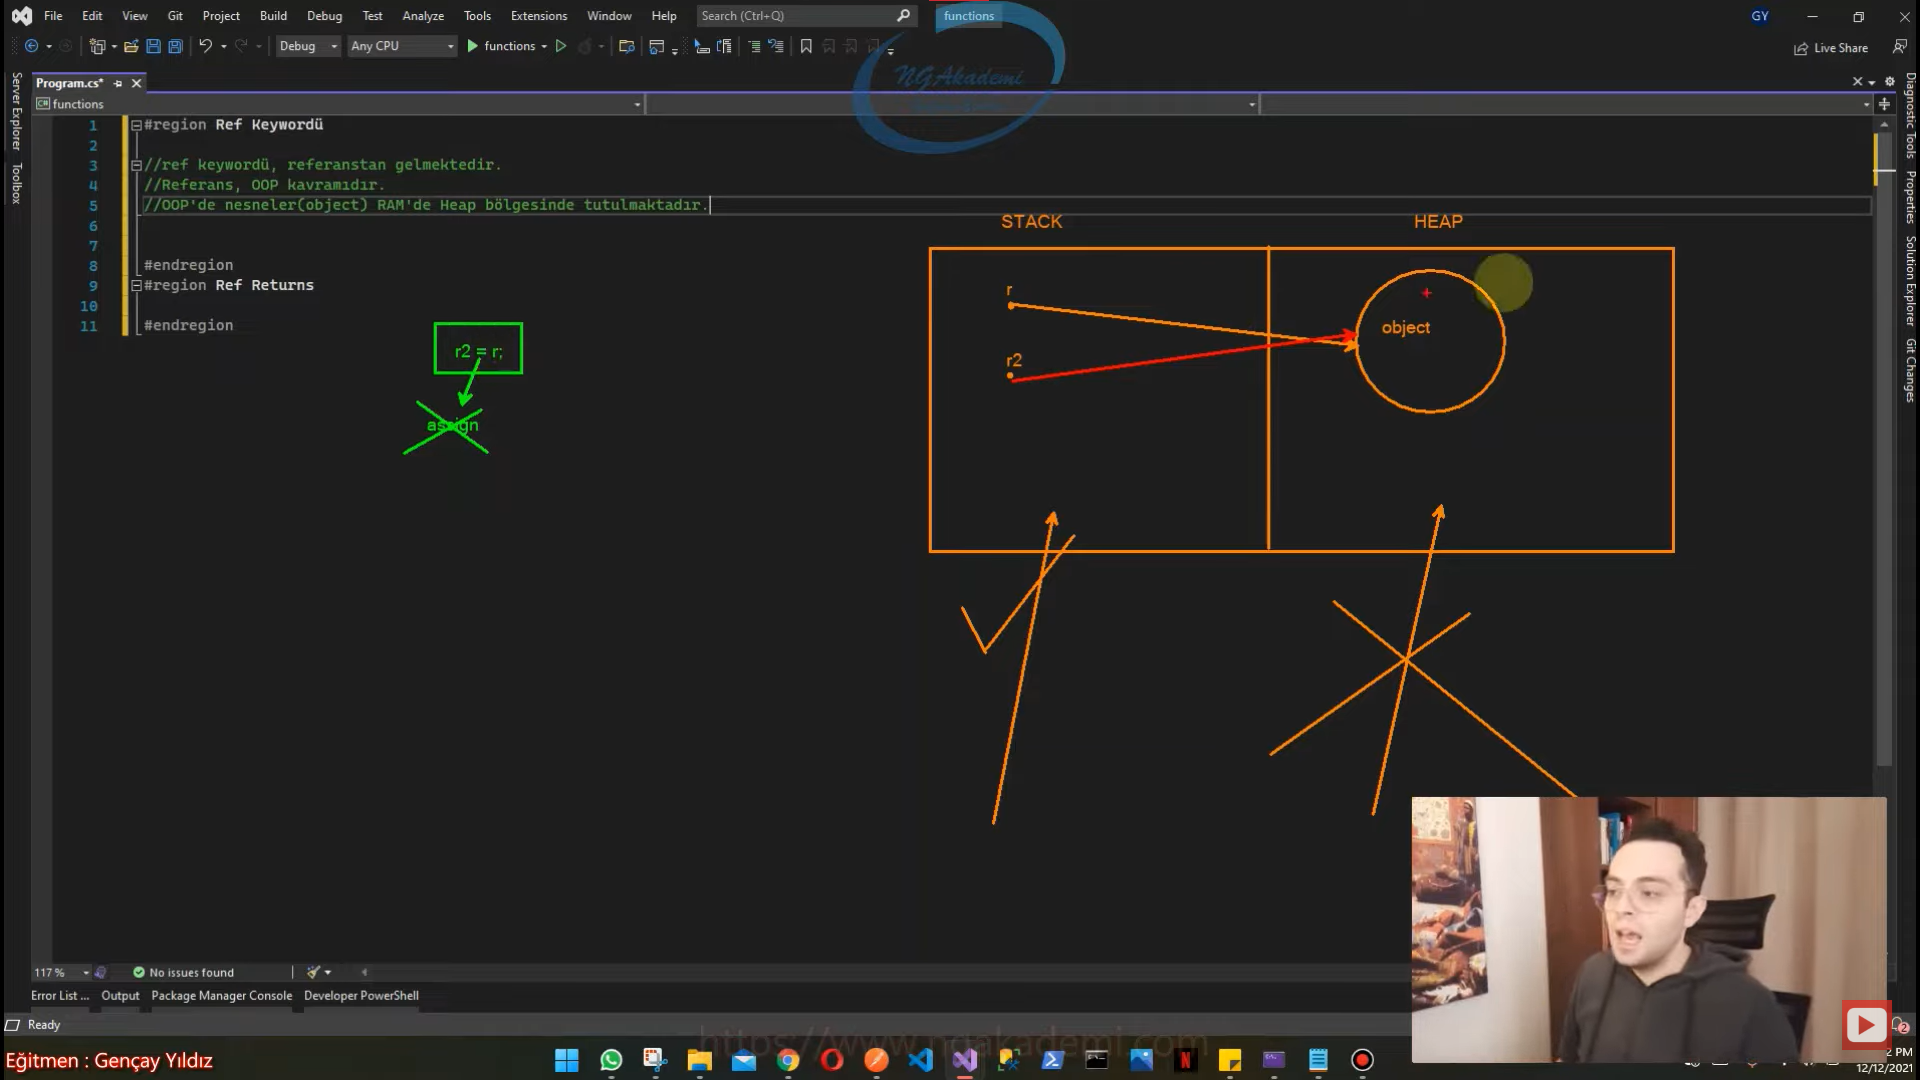 File Edit View Git Project Build Debug Test Analyze Tools Extensions Window Help Search (Ctrl+Q) functions GY
Debug Any CPU functions Live Share
Program.cs*
functions
NGAkademi
Server Explorer
Toolbox
Diagnostic Tools
Properties
Solution Explorer
Git Changes
1 #region Ref Keywordü
2
3 //ref keywordü, referanstan gelmektedir.
4 //Referans, OOP kavramıdır.
5 //OOP'de nesneler(object) RAM'de Heap bölgesinde tutulmaktadır.
6
7
8 #endregion
9 #region Ref Returns
10
11 #endregion
STACK HEAP
r
object
r2
r2 = r;
assign
117 % No issues found
Error List ... Output Package Manager Console Developer PowerShell
Ready
https://www.ngakademi.com
Eğitmen : Gençay Yıldız
2
12/12/2021